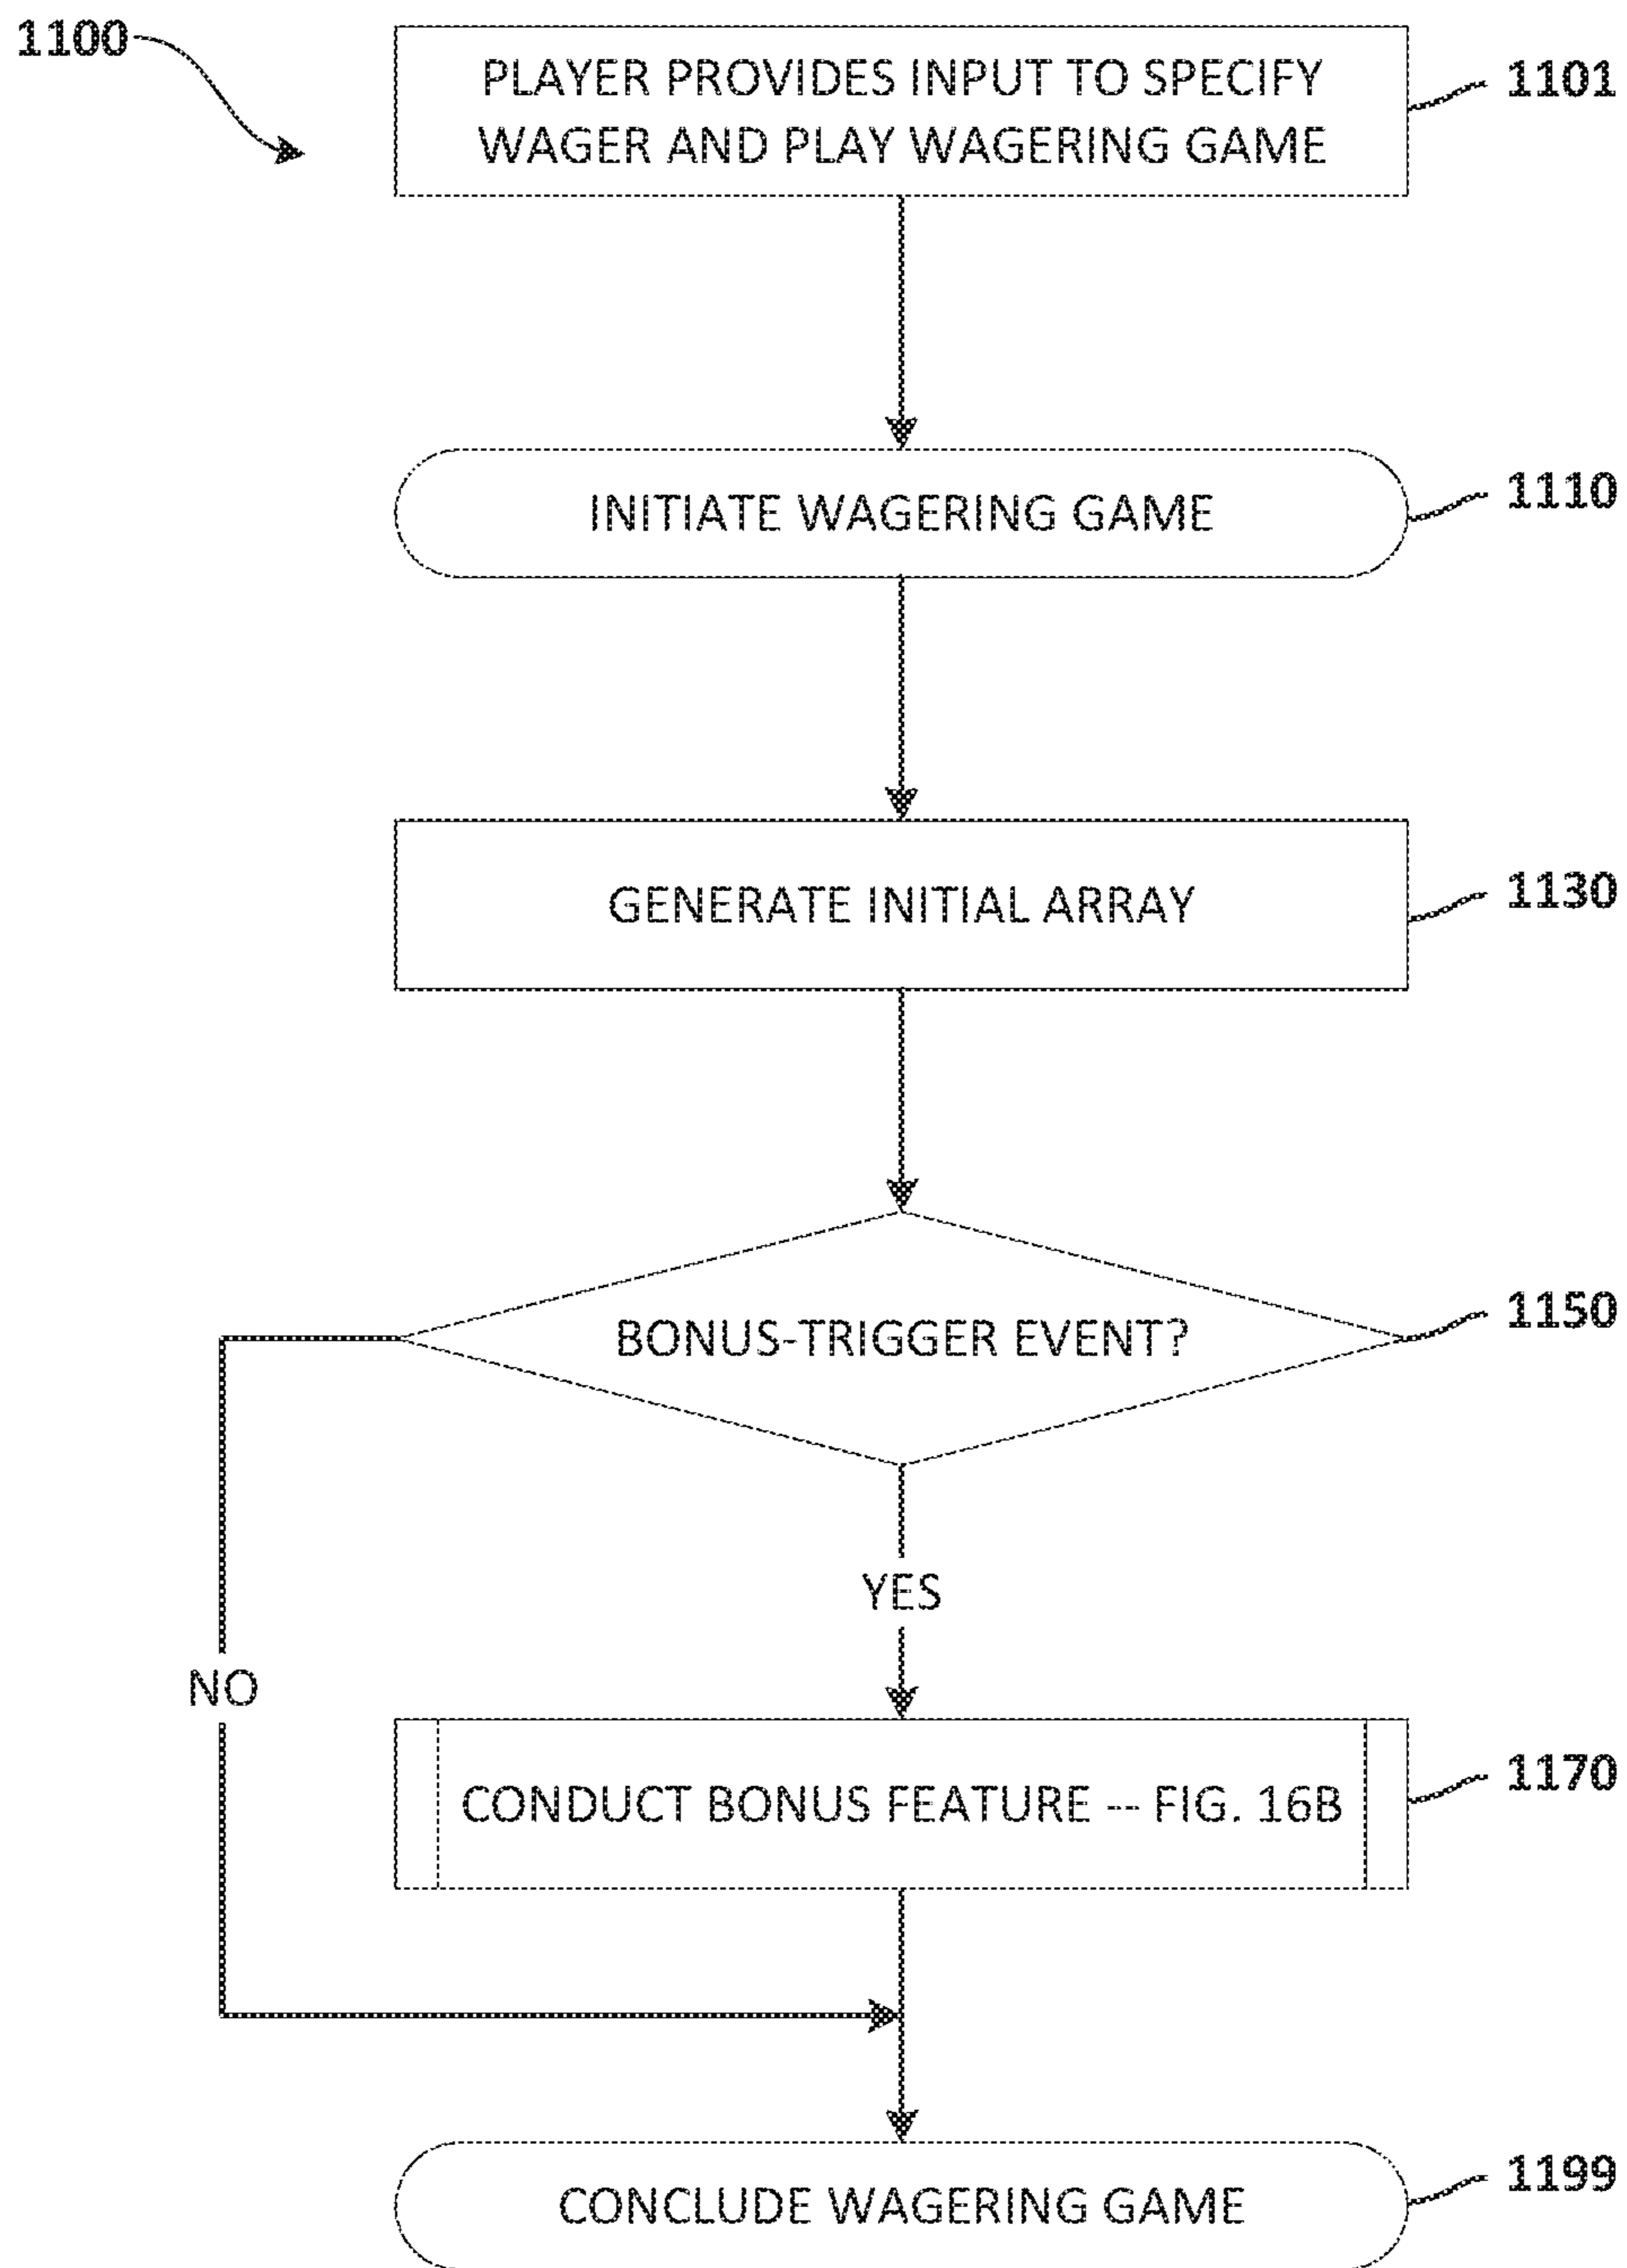 1100
PLAYER PROVIDES INPUT TO SPECIFY
WAGER AND PLAY WAGERING GAME
1101
INITIATE WAGERING GAME
1110
GENERATE INITIAL ARRAY
1130
BONUS-TRIGGER EVENT?
1150
YES
NO
CONDUCT BONUS FEATURE -- FIG. 16B
1170
CONCLUDE WAGERING GAME
1199